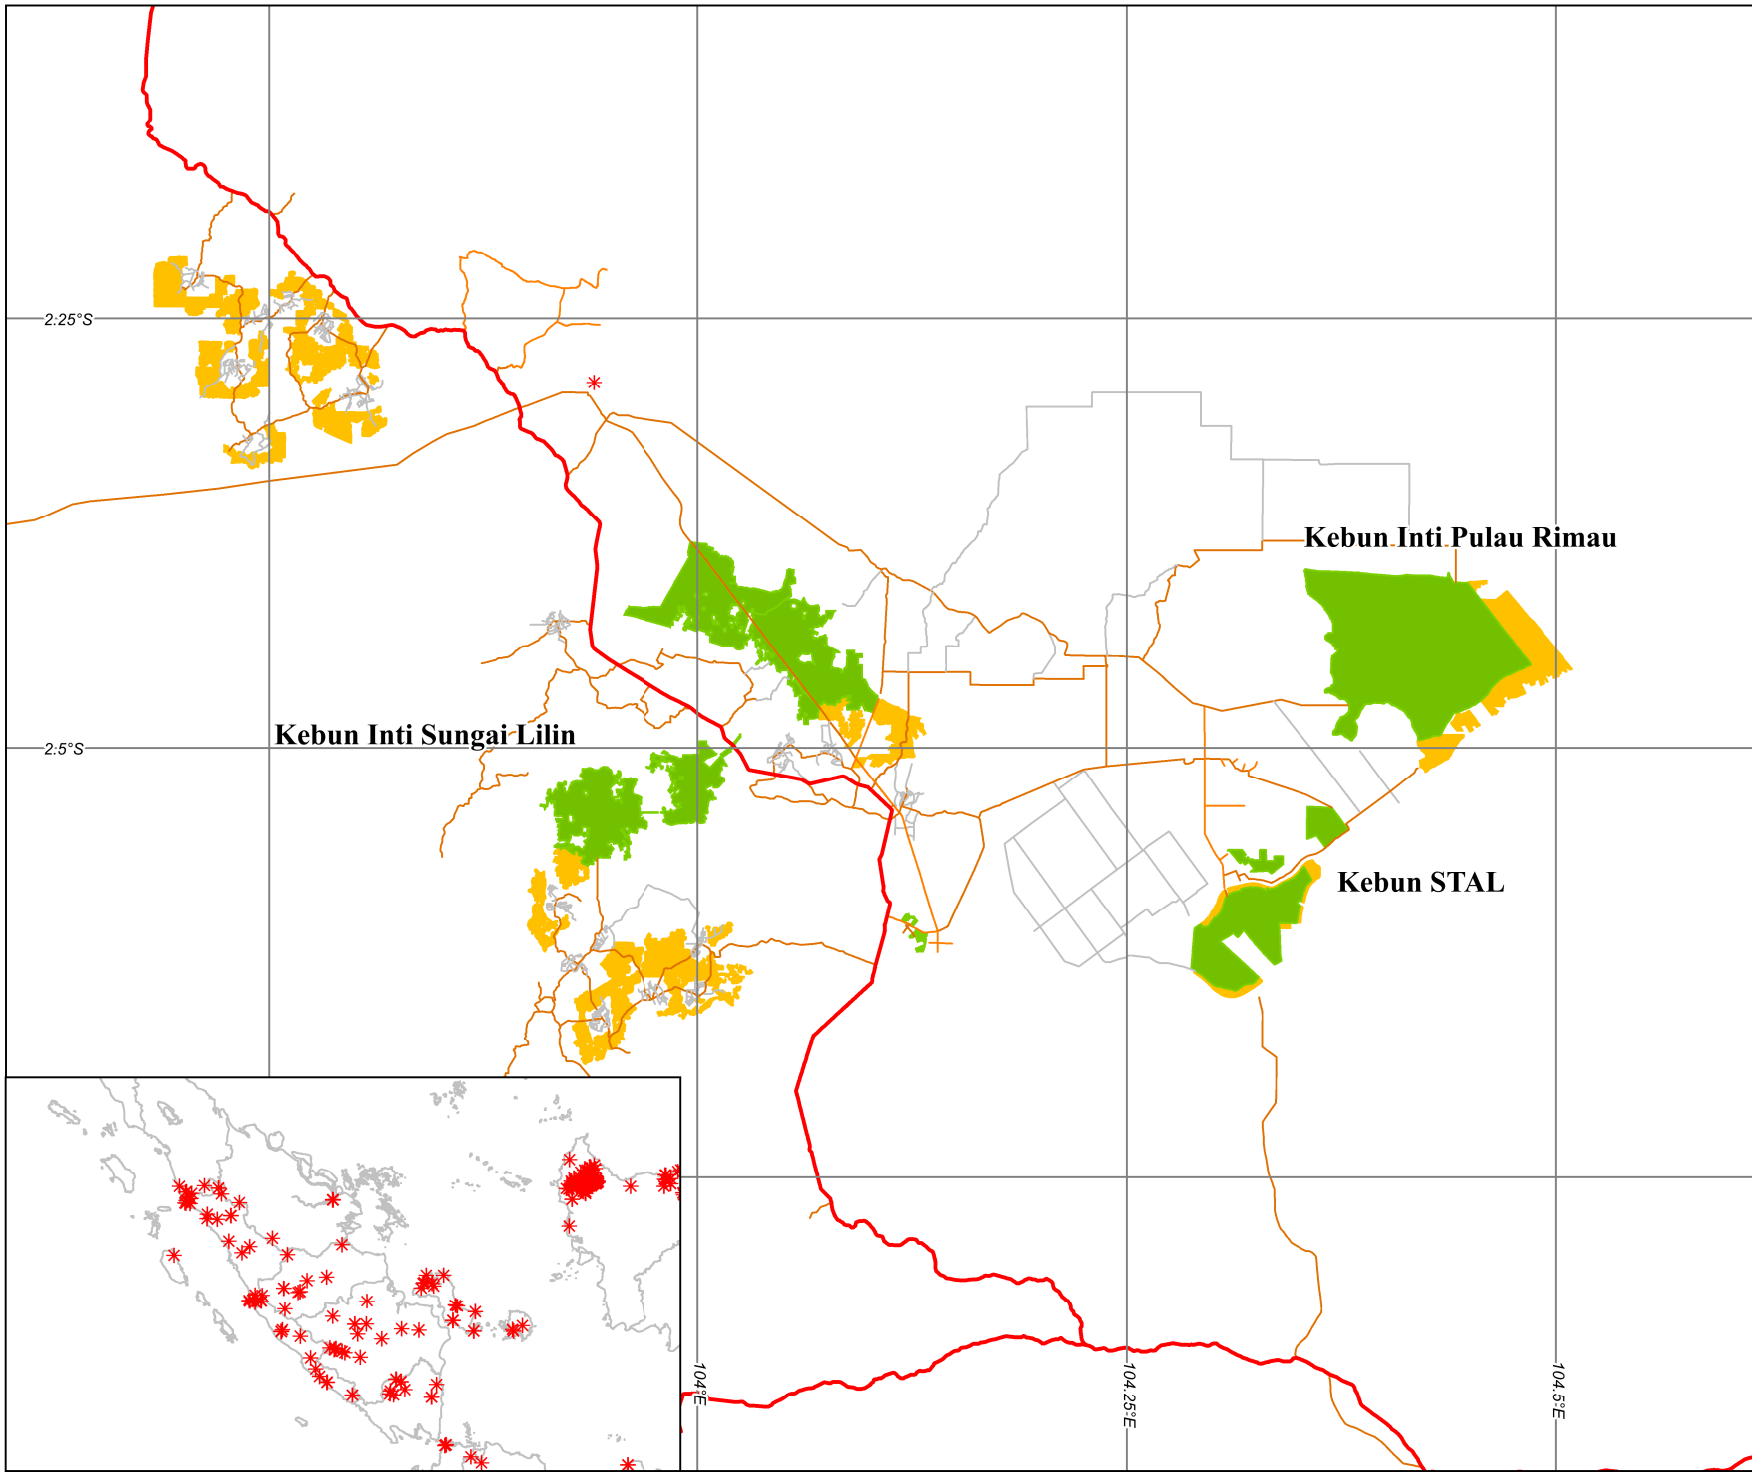 2.25°S
Kebun Inti Pulau Rimau
Kebun Inti Sungai Lilin
2.5°S
Kebun STAL
104°E
104.25°E
104.5°E